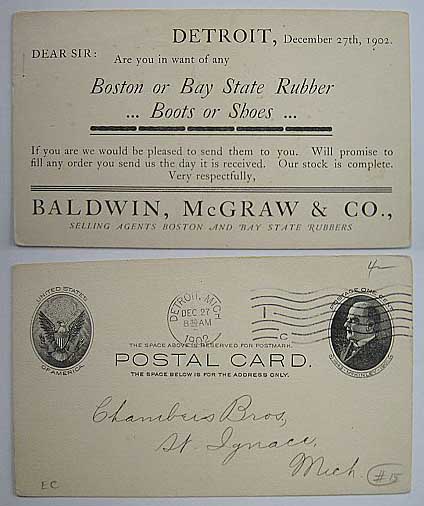 DETROIT, December 27th, 1902.
DEAR SIR:
Are you in want of any
Boston or Bay State Rubber
... Boots or Shoes ...
If you are we would be pleased to send them to you. Will promise to
fill any order you send us the day it is received. Our stock is complete.
Very respectfully,
BALDWIN, McGRAW & CO.,
SELLING AGENTS BOSTON AND BAY STATE RUBBERS
UNITED STATES
OF AMERICA
DETROIT, MICH
DEC 27
AM
1902
1
C
POSTAGE ONE CENT
McKINLEY
THE SPACE ABOVE IS RESERVED FOR POSTMARK.
POSTAL CARD.
THE SPACE BELOW IS FOR THE ADDRESS ONLY.
Chambers Bros,
St. Ignace,
Mich.
EC
#15